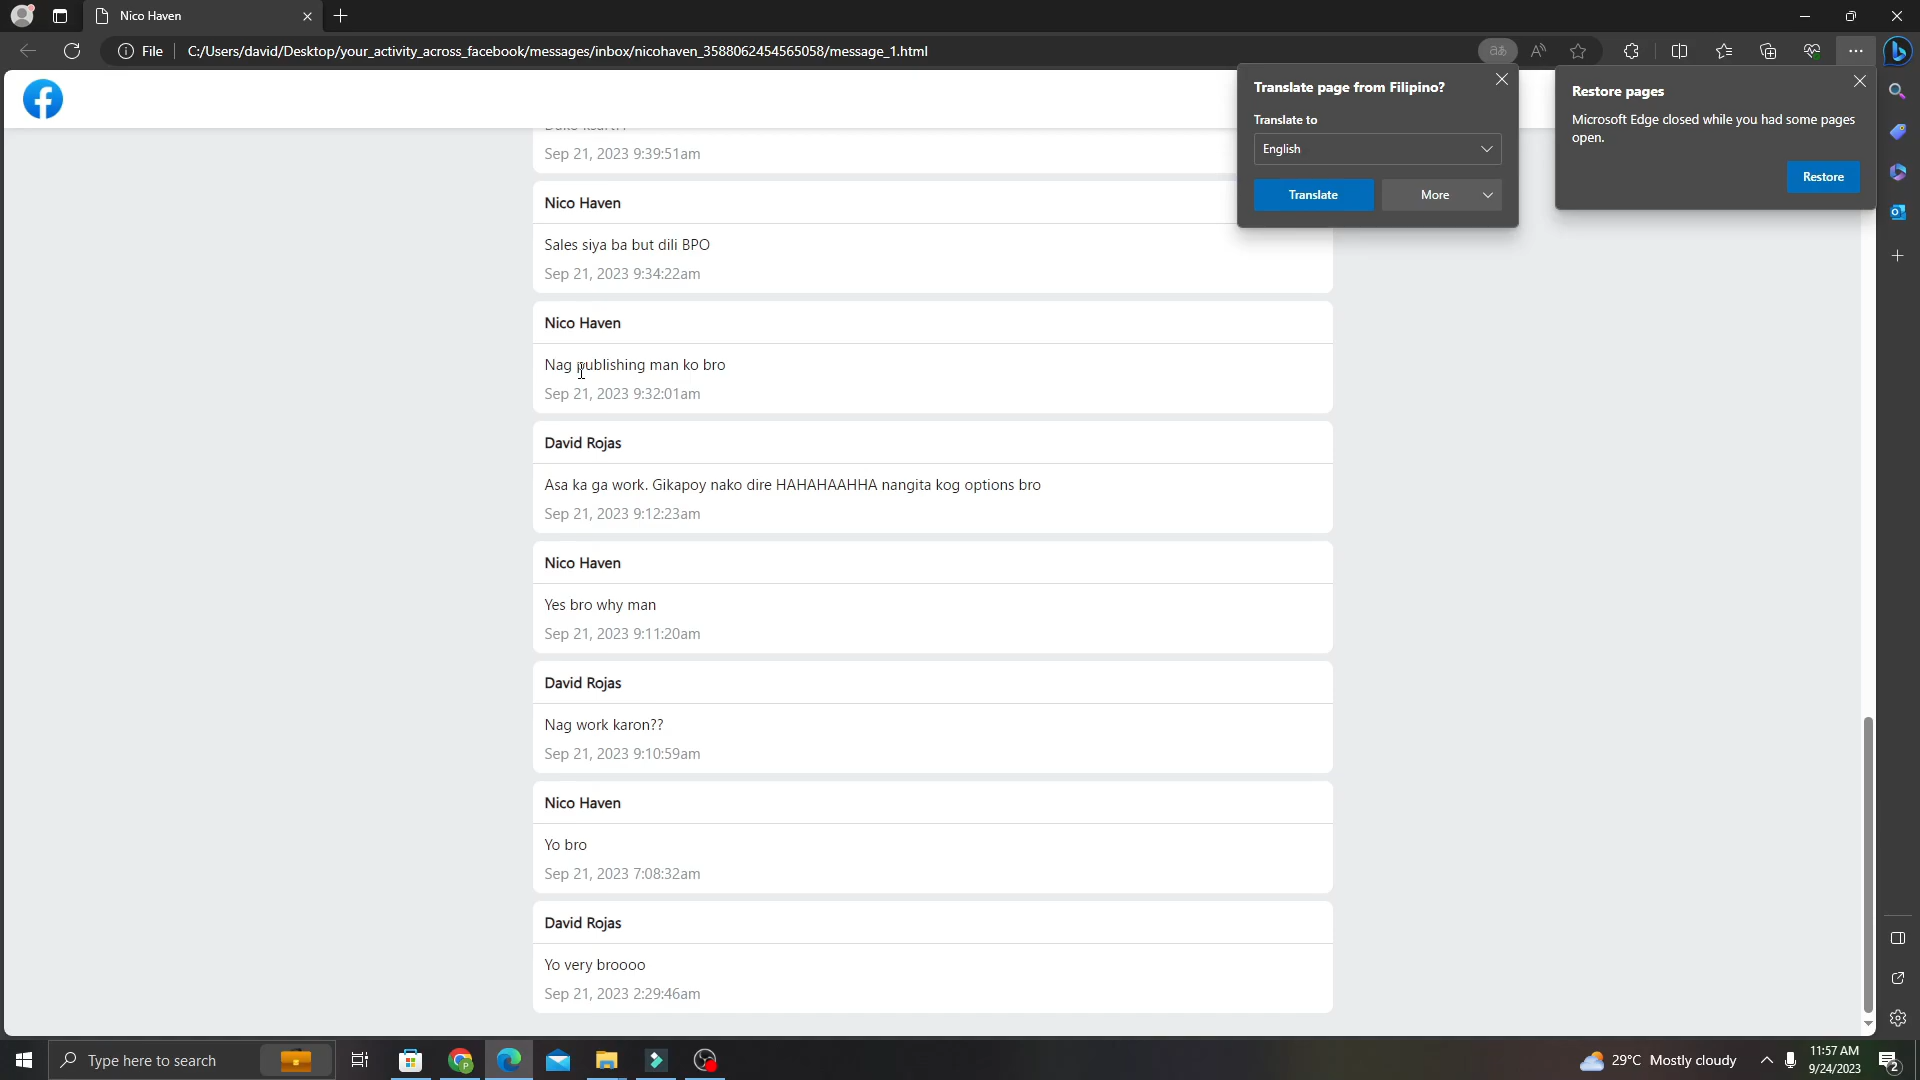 Nico Haven
File
C:/Users/david/Desktop/your_activity_across_facebook/messages/inbox/nicohaven_3588062454565058/message_1.html
Translate page from Filipino?
Translate to
English
Translate
More
Restore pages
Microsoft Edge closed while you had some pages
open.
Restore
Sep 21, 2023 9:39:51am
Nico Haven
Sales siya ba but dili BPO
Sep 21, 2023 9:34:22am
Nico Haven
Nag publishing man ko bro
Sep 21, 2023 9:32:01am
David Rojas
Asa ka ga work. Gikapoy nako dire HAHAHAAHHA nangita kog options bro
Sep 21, 2023 9:12:23am
Nico Haven
Yes bro why man
Sep 21, 2023 9:11:20am
David Rojas
Nag work karon??
Sep 21, 2023 9:10:59am
Nico Haven
Yo bro
Sep 21, 2023 7:08:32am
David Rojas
Yo very broooo
Sep 21, 2023 2:29:46am
Type here to search
29°C Mostly cloudy
11:57 AM
9/24/2023
2